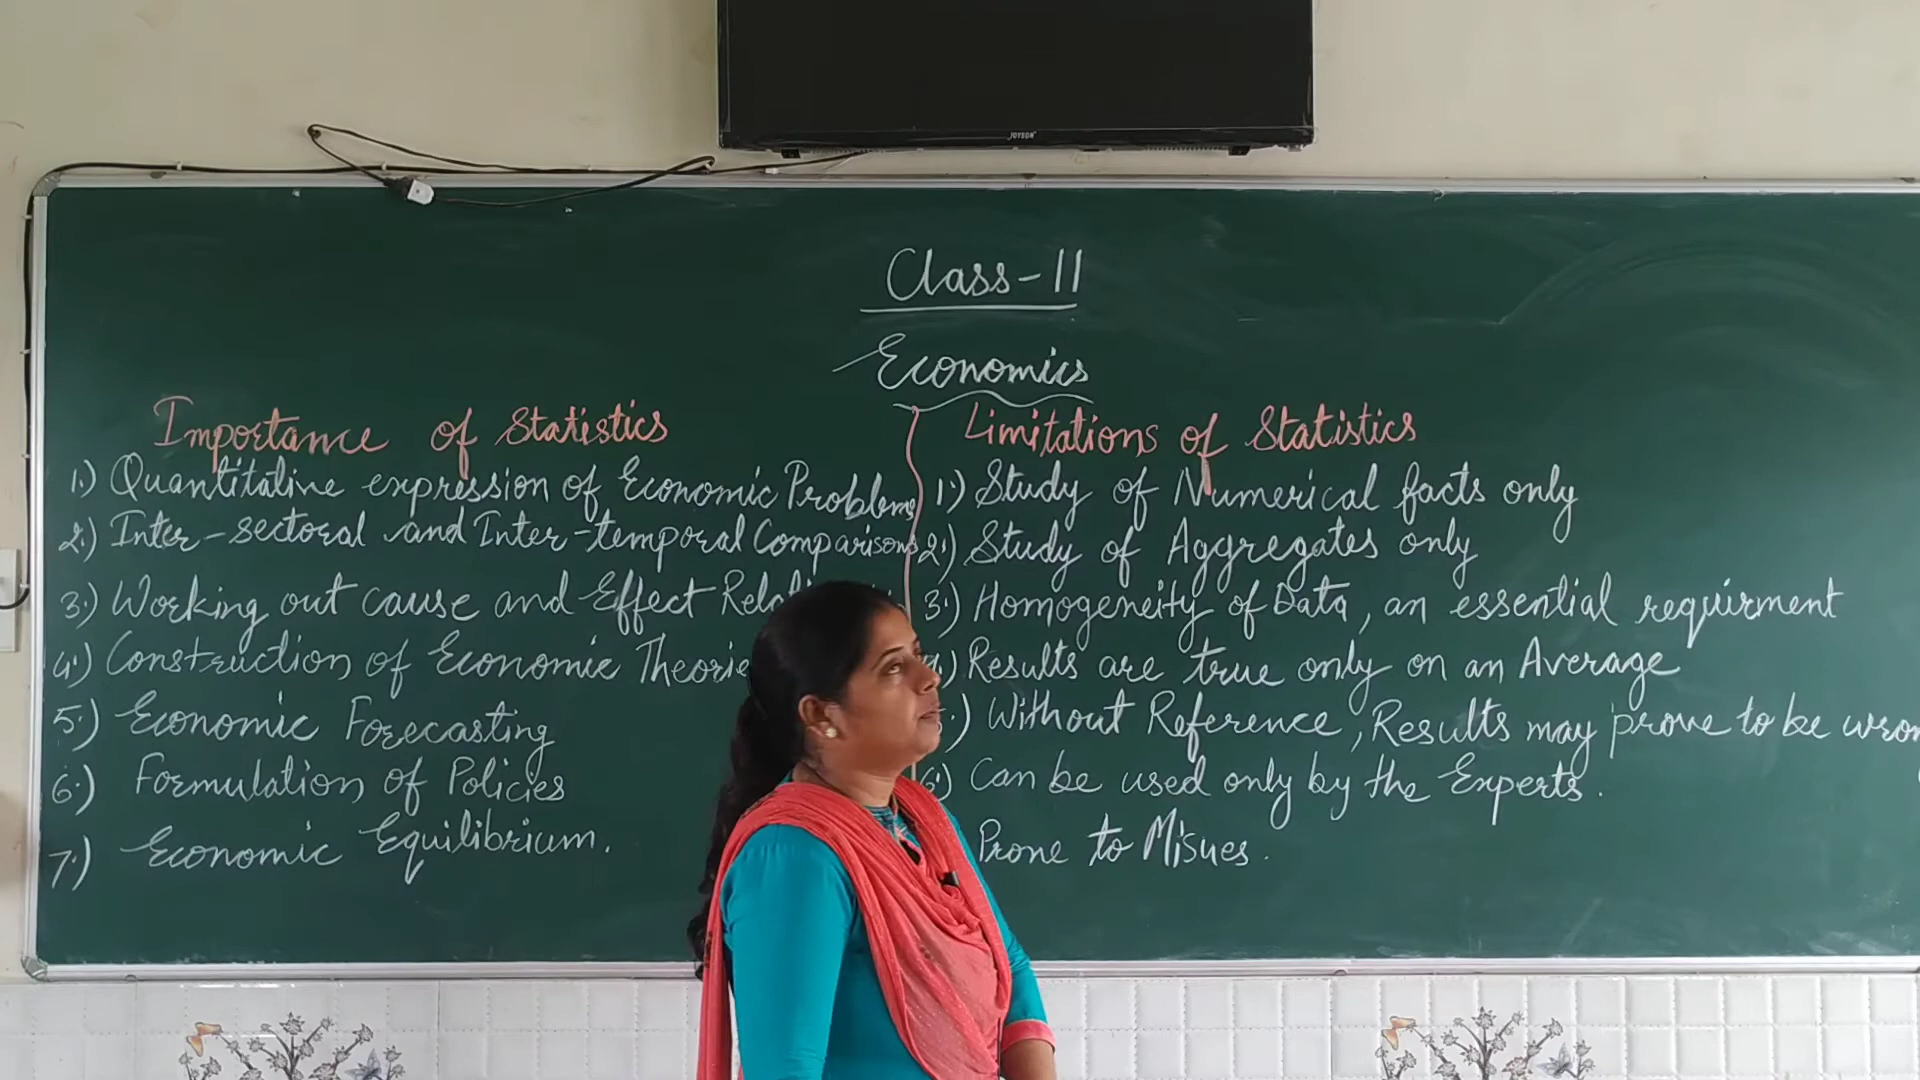 JOYSON
Class-11
Economics
Importance of Statistics
1.) Quantitative expression of Economic Problems
2.) Inter-sectoral and Inter-temporal Comparisons
3.) Working out cause and Effect
4.) Construction of Economic Theorie
5.) Economic Forecasting
6.) Formulation of Policies
7.) Economic Equilibrium.
Limitations of Statistics
1.) Study of Numerical facts only
2.) Study of Aggregates only
3.) Homogeneity of Data, an essential requirment
.) Results are true only on an Average
.) Without Reference, Results may prove to be wron
6.) Can be used only by the Experts.
Prone to Misues.